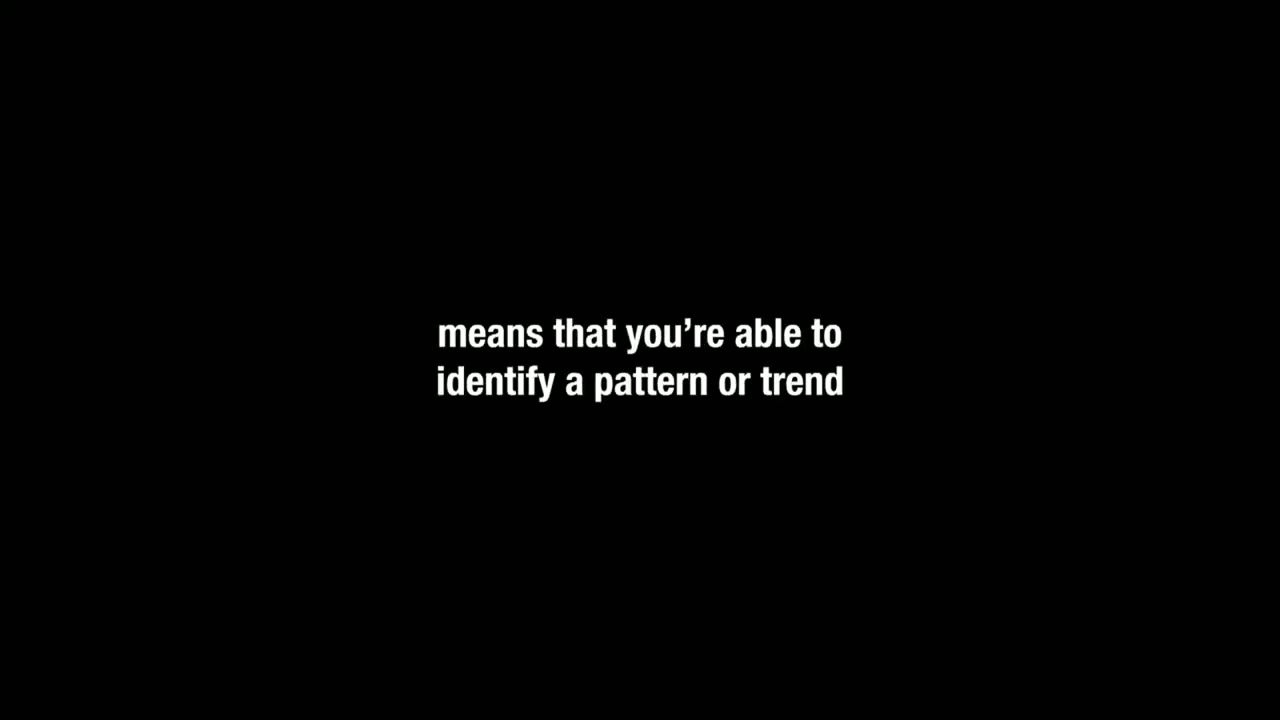 means that you’re able to
identify a pattern or trend